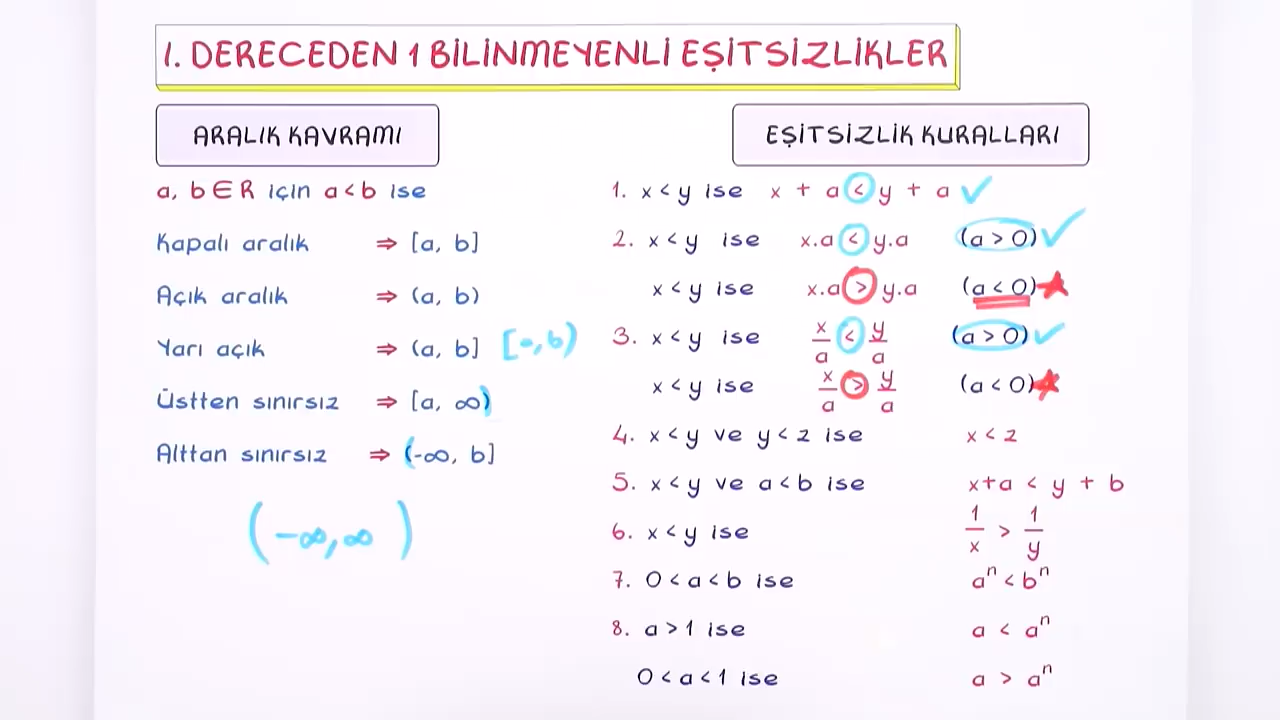 I. DERECEDEN 1 BİLİNMEYENLİ EŞİTSİZLİKLER
ARALIK KAVRAMI
a, b ∈ R için a < b ise
Kapalı aralık ⇒ [a, b]
Açık aralık ⇒ (a, b)
Yarı açık ⇒ (a, b] [a, b)
Üstten sınırsız ⇒ [a, ∞)
Alttan sınırsız ⇒ (-∞, b]
(-∞, ∞)
EŞİTSİZLİK KURALLARI
1. x < y ise x + a < y + a
2. x < y ise x.a < y.a (a > 0)
x < y ise x.a > y.a (a < 0)
3. x < y ise x/a < y/a (a > 0)
x < y ise x/a > y/a (a < 0)
4. x < y ve y < z ise x < z
5. x < y ve a < b ise x+a < y + b
6. x < y ise 1/x > 1/y
7. 0 < a < b ise aⁿ < bⁿ
8. a > 1 ise a < aⁿ
0 < a < 1 ise a > aⁿ